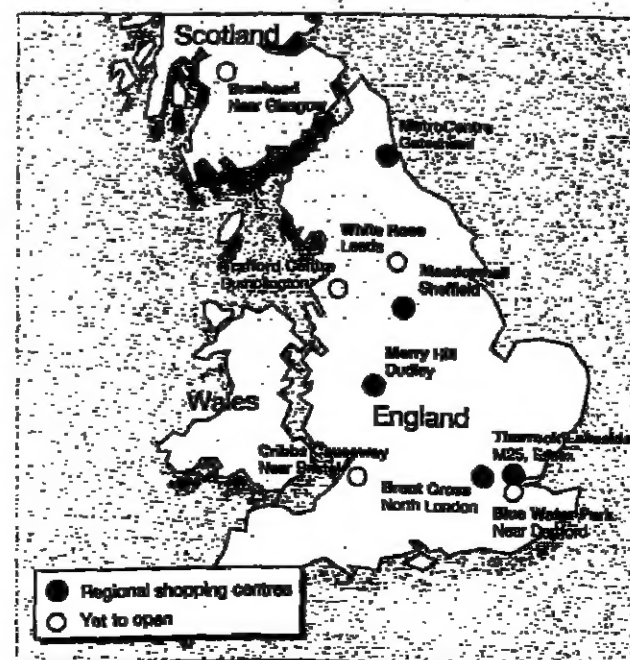 Scotland
Braehead
Near Glasgow
MetroCentre
Gateshead
White Rose
Leeds
Trafford Centre
Dumplington
Meadowhall
Sheffield
Merry Hill
Dudley
Wales
England
Cribbs Causeway
Near Bristol
Thurrock Lakeside
M25, Essex
Brent Cross
North London
Blue Water Park
Near Dartford
Regional shopping centres
Yet to open